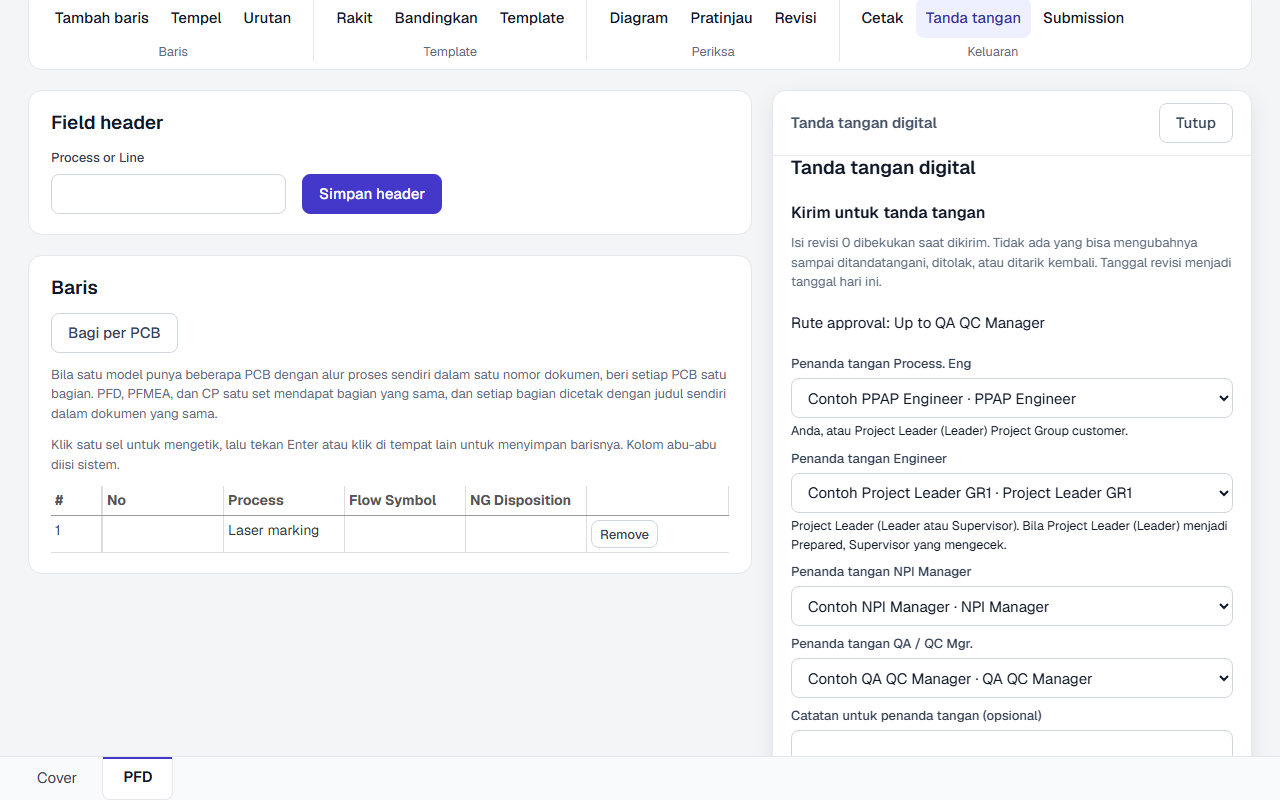 Tambah baris Tempel Urutan Rakit Bandingkan Template Diagram Pratinjau Revisi Cetak Tanda tangan Submission
Baris Template Periksa Keluaran
Field header
Process or Line
Simpan header
Baris
Bagi per PCB
Bila satu model punya beberapa PCB dengan alur proses sendiri dalam satu nomor dokumen, beri setiap PCB satu
bagian. PFD, PFMEA, dan CP satu set mendapat bagian yang sama, dan setiap bagian dicetak dengan judul sendiri
dalam dokumen yang sama.
Klik satu sel untuk mengetik, lalu tekan Enter atau klik di tempat lain untuk menyimpan barisnya. Kolom abu-abu
diisi sistem.
# No Process Flow Symbol NG Disposition
1 Laser marking Remove
Tanda tangan digital Tutup
Tanda tangan digital
Kirim untuk tanda tangan
Isi revisi 0 dibekukan saat dikirim. Tidak ada yang bisa mengubahnya
sampai ditandatangani, ditolak, atau ditarik kembali. Tanggal revisi menjadi
tanggal hari ini.
Rute approval: Up to QA QC Manager
Penanda tangan Process. Eng
Contoh PPAP Engineer · PPAP Engineer
Anda, atau Project Leader (Leader) Project Group customer.
Penanda tangan Engineer
Contoh Project Leader GR1 · Project Leader GR1
Project Leader (Leader atau Supervisor). Bila Project Leader (Leader) menjadi
Prepared, Supervisor yang mengecek.
Penanda tangan NPI Manager
Contoh NPI Manager · NPI Manager
Penanda tangan QA / QC Mgr.
Contoh QA QC Manager · QA QC Manager
Catatan untuk penanda tangan (opsional)
Cover PFD